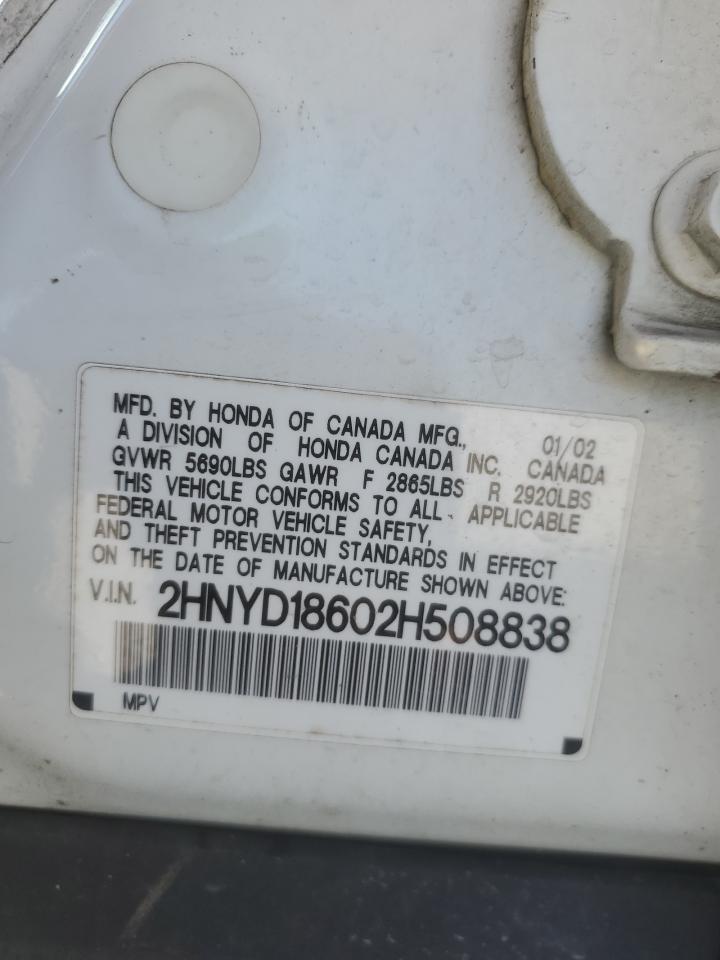 MFD. BY HONDA OF CANADA MFG., 01/02
A DIVISION OF HONDA CANADA INC. CANADA
GVWR 5690LBS GAWR F 2865LBS R 2920LBS
THIS VEHICLE CONFORMS TO ALL APPLICABLE
FEDERAL MOTOR VEHICLE SAFETY,
AND THEFT PREVENTION STANDARDS IN EFFECT
ON THE DATE OF MANUFACTURE SHOWN ABOVE:
V.I.N. 2HNYD18602H508838
MPV